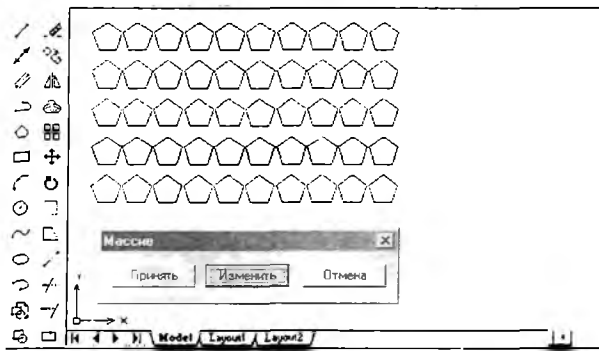 Массив
Принять Изменить Отмена
Y
X
Model Layout1 Layout2